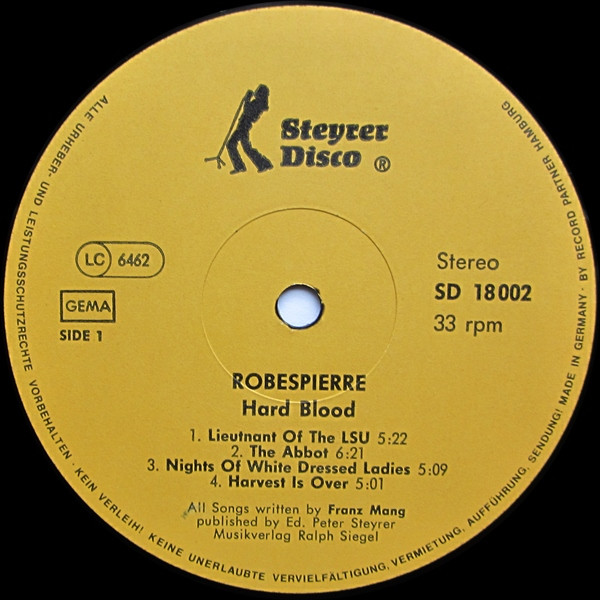 Steyrer
Disco ®
LC 6462
GEMA
SIDE 1
Stereo
SD 18002
33 rpm
ROBESPIERRE
Hard Blood
1. Lieutnant Of The LSU 5:22
2. The Abbot 6:21
3. Nights Of White Dressed Ladies 5:09
4. Harvest Is Over 5:01
All Songs written by Franz Mang
published by Ed. Peter Steyrer
Musikverlag Ralph Siegel
ALLE URHEBER- UND LEISTUNGSSCHUTZRECHTE VORBEHALTEN · KEIN VERLEIH! KEINE UNERLAUBTE VERVIELFÄLTIGUNG, VERMIETUNG, AUFFÜHRUNG, SENDUNG! MADE IN GERMANY · BY RECORD PARTNER HAMBURG